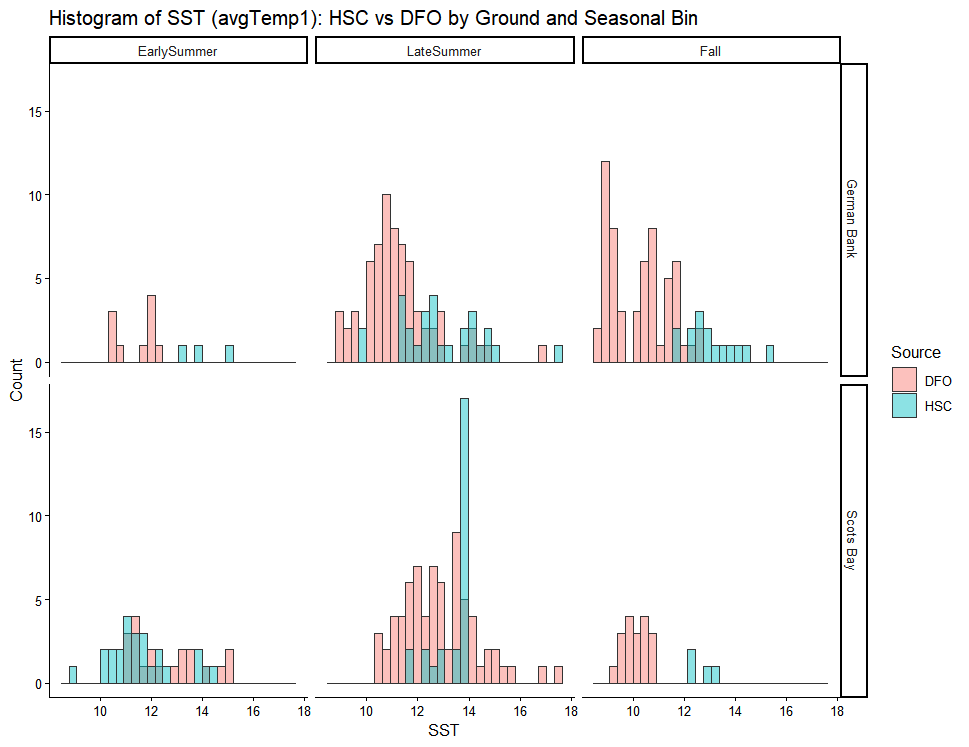 Histogram of SST (avgTemp1): HSC vs DFO by Ground and Seasonal Bin
EarlySummer
LateSummer
Fall
German Bank
15
10
5
0
Scots Bay
15
10
5
0
Count
10 12 14 16 18
10 12 14 16 18
10 12 14 16 18
SST
Source
DFO
HSC